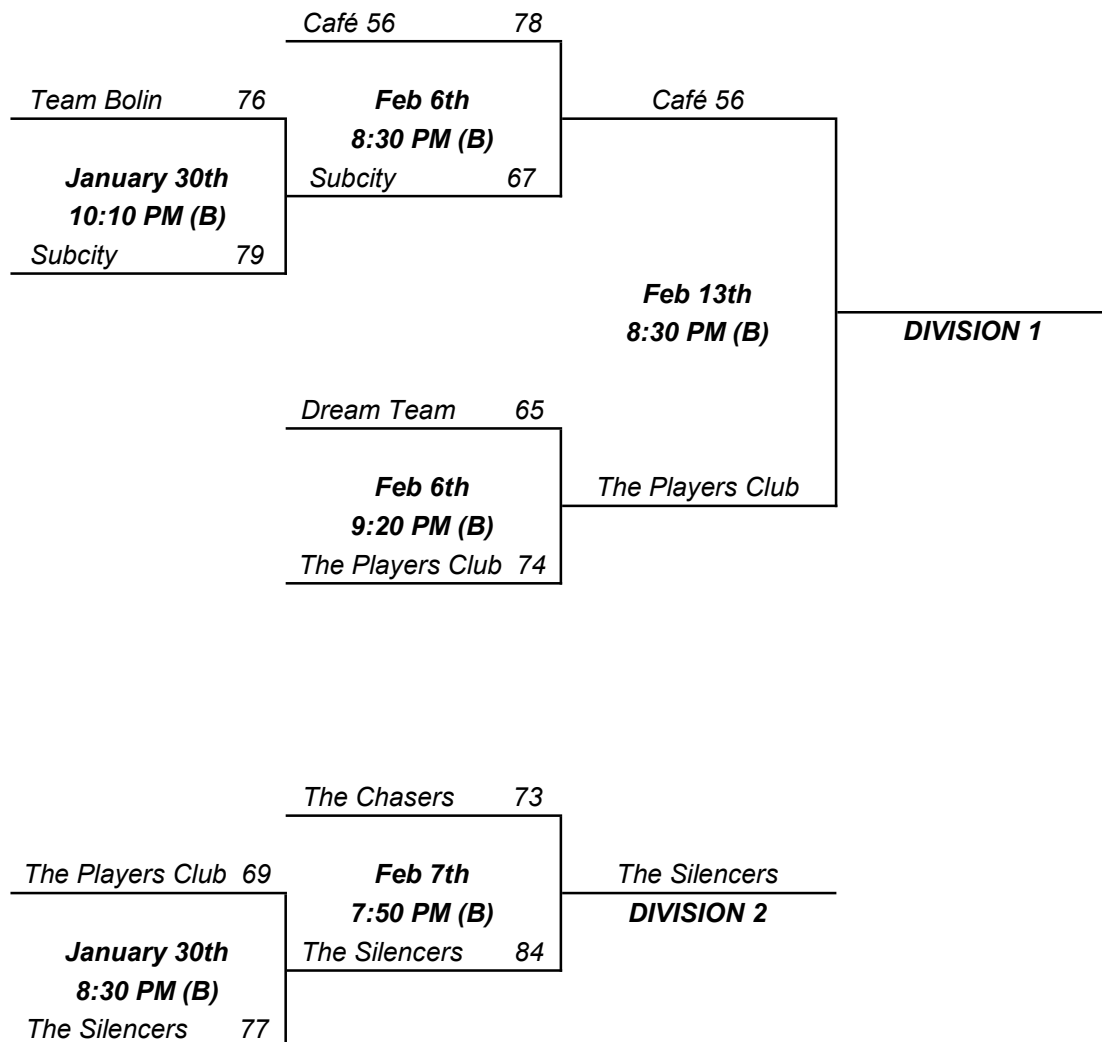 Café 56 78
Team Bolin 76
Feb 6th
8:30 PM (B)
Café 56
January 30th
10:10 PM (B)
Subcity 67
Subcity 79
Feb 13th
8:30 PM (B)
DIVISION 1
Dream Team 65
Feb 6th
9:20 PM (B)
The Players Club
The Players Club 74
The Chasers 73
The Players Club 69
Feb 7th
7:50 PM (B)
The Silencers
DIVISION 2
January 30th
8:30 PM (B)
The Silencers 84
The Silencers 77